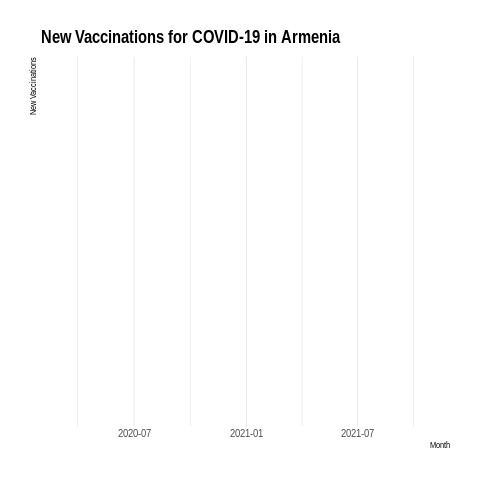 New Vaccinations for COVID-19 in Armenia
New Vaccinations
2020-07
2021-01
2021-07
Month